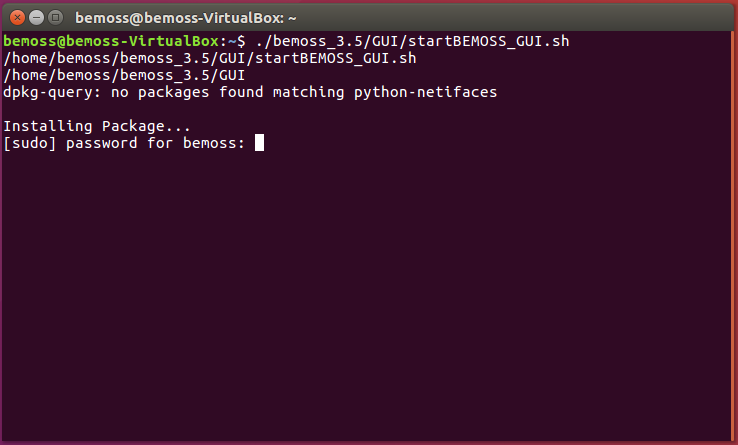 bemoss@bemoss-VirtualBox: ~
bemoss@bemoss-VirtualBox:~$ ./bemoss_3.5/GUI/startBEMOSS_GUI.sh
/home/bemoss/bemoss_3.5/GUI/startBEMOSS_GUI.sh
/home/bemoss/bemoss_3.5/GUI
dpkg-query: no packages found matching python-netifaces
Installing Package...
[sudo] password for bemoss: